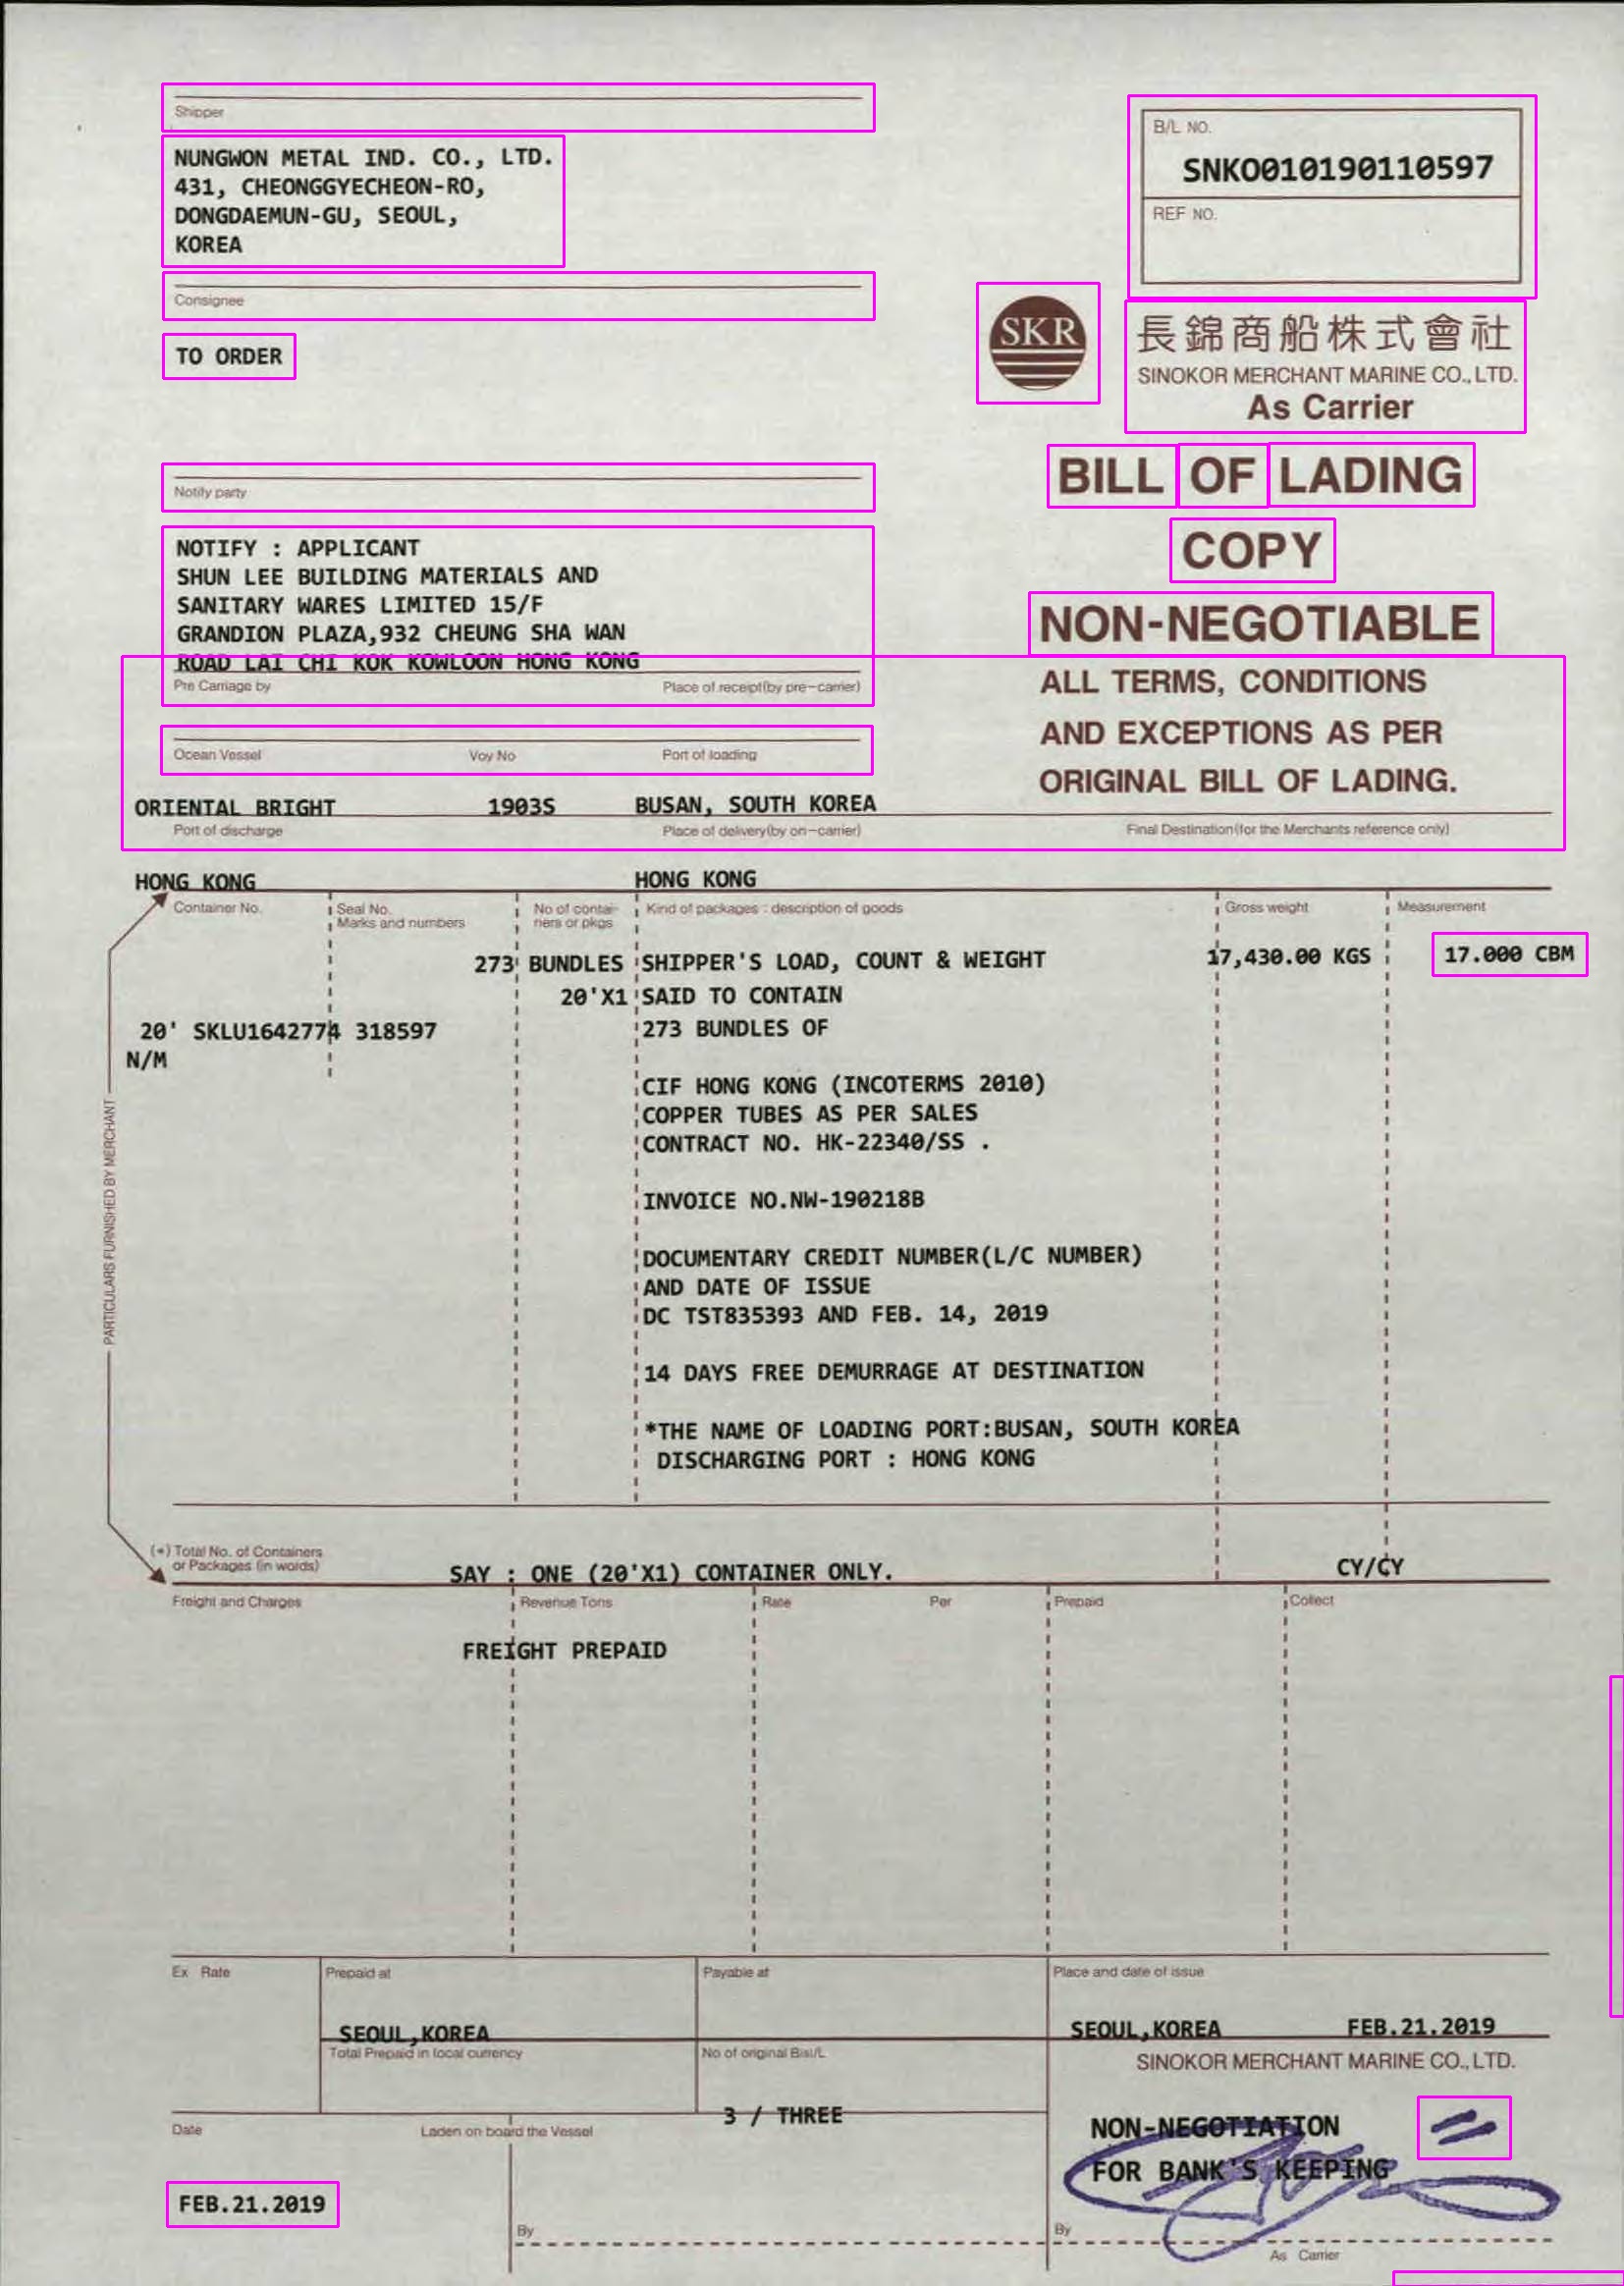 Shipper
NUNGWON METAL IND. CO., LTD.
431, CHEONGGYECHEON-RO,
DONGDAEMUN-GU, SEOUL,
KOREA
B/L NO.
SNKO010190110597
REF NO.
Consignee
TO ORDER
SKR
長錦商船株式會社
SINOKOR MERCHANT MARINE CO., LTD.
As Carrier
BILL OF LADING
COPY
NON-NEGOTIABLE
ALL TERMS, CONDITIONS
AND EXCEPTIONS AS PER
ORIGINAL BILL OF LADING.
Notify party
NOTIFY : APPLICANT
SHUN LEE BUILDING MATERIALS AND
SANITARY WARES LIMITED 15/F
GRANDION PLAZA,932 CHEUNG SHA WAN
ROAD LAI CHI KOK KOWLOON HONG KONG
Pre Carriage by Place of receipt(by pre-carrier)
Ocean Vessel Voy No Port of loading
ORIENTAL BRIGHT 1903S BUSAN, SOUTH KOREA
Port of discharge Place of delivery(by on-carrier) Final Destination(for the Merchants reference only)
HONG KONG HONG KONG
Container No. Seal No. No of contai- Kind of packages : description of goods Gross weight Measurement
Marks and numbers ners or pkgs
273 BUNDLES SHIPPER'S LOAD, COUNT & WEIGHT 17,430.00 KGS 17.000 CBM
20'X1 SAID TO CONTAIN
20' SKLU1642774 318597 273 BUNDLES OF
N/M
CIF HONG KONG (INCOTERMS 2010)
COPPER TUBES AS PER SALES
CONTRACT NO. HK-22340/SS .
INVOICE NO.NW-190218B
DOCUMENTARY CREDIT NUMBER(L/C NUMBER)
AND DATE OF ISSUE
DC TST835393 AND FEB. 14, 2019
14 DAYS FREE DEMURRAGE AT DESTINATION
*THE NAME OF LOADING PORT:BUSAN, SOUTH KOREA
DISCHARGING PORT : HONG KONG
PARTICULARS FURNISHED BY MERCHANT
(*) Total No. of Containers
or Packages (in words)
SAY : ONE (20'X1) CONTAINER ONLY. CY/CY
Freight and Charges Revenue Tons Rate Per Prepaid Collect
FREIGHT PREPAID
Ex Rate Prepaid at Payable at Place and date of issue
SEOUL,KOREA SEOUL,KOREA FEB.21.2019
Total Prepaid in local currency No of original Bisl/L SINOKOR MERCHANT MARINE CO., LTD.
3 / THREE
Date Laden on board the Vessel
NON-NEGOTIATION
FOR BANK'S KEEPING
FEB.21.2019
By By
As Carrier